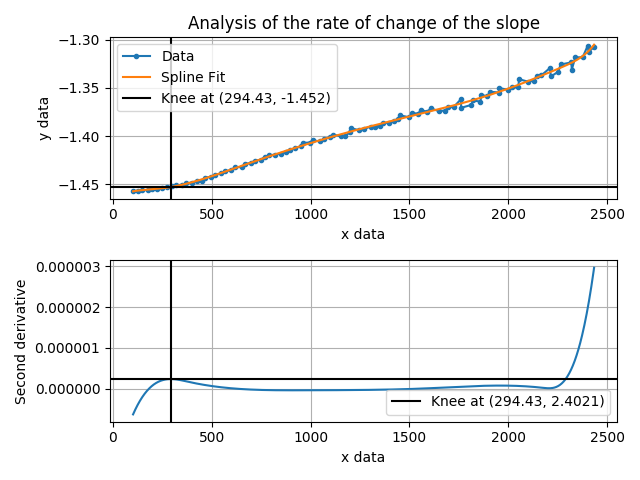 Analysis of the rate of change of the slope
y data
−1.30
−1.35
−1.40
−1.45
Data
Spline Fit
Knee at (294.43, -1.452)
0
500
1000
1500
2000
2500
x data
Second derivative
0.000003
0.000002
0.000001
0.000000
Knee at (294.43, 2.4021)
0
500
1000
1500
2000
2500
x data